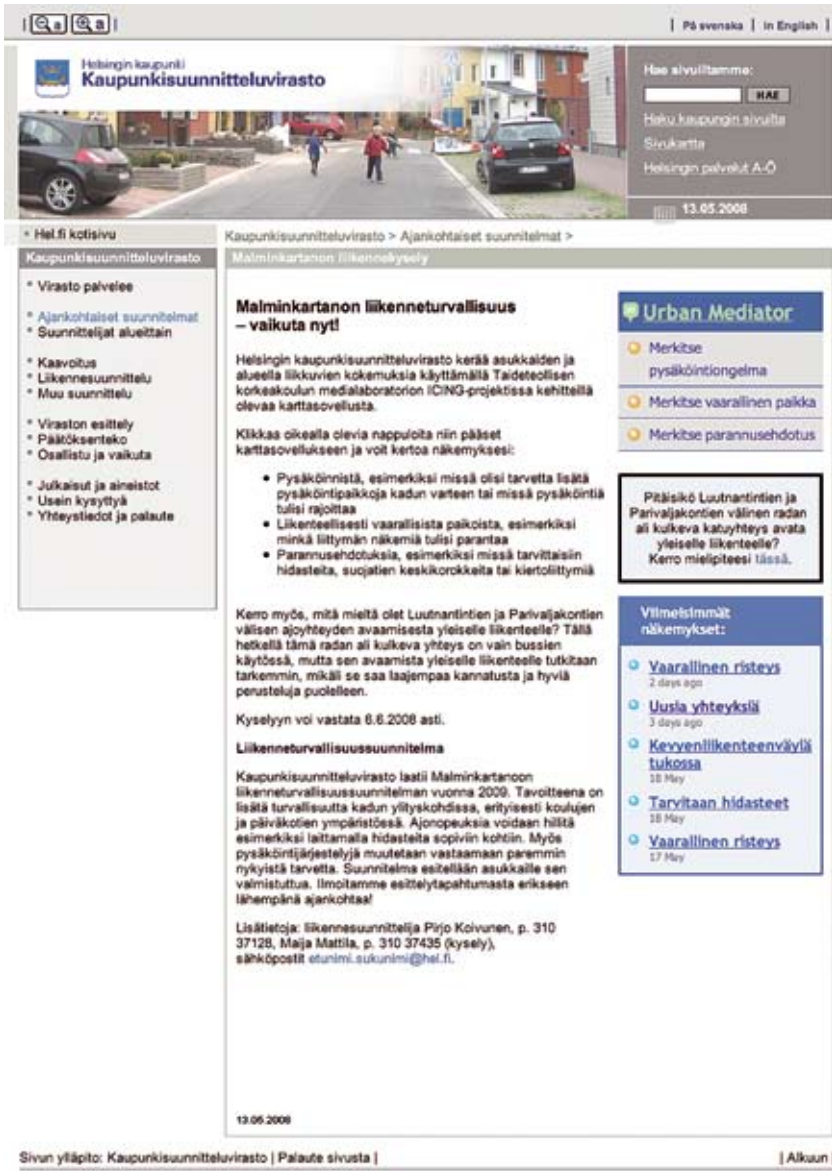 På svenska | In English |
Helsingin kaupunki
Kaupunkisuunnitteluvirasto
Hae sivuiltamme:
HAE
Haku kaupungin sivuilta
Sivukartta
Helsingin palvelut A-Ö
13.05.2008
Hel.fi kotisivu
Kaupunkisuunnitteluvirasto
Virasto palvelee
Ajankohtaiset suunnitelmat
Suunnittelijat alueittain
Kaavoitus
Liikennesuunnittelu
Muu suunnittelu
Viraston esittely
Päätöksenteko
Osallistu ja vaikuta
Julkaisut ja aineistot
Usein kysyttyä
Yhteystiedot ja palaute
Kaupunkisuunnitteluvirasto > Ajankohtaiset suunnitelmat >
Malminkartanon liikennekysely
Malminkartanon liikenneturvallisuus
– vaikuta nyt!
Helsingin kaupunkisuunnitteluvirasto kerää asukkaiden ja
alueella liikkuvien kokemuksia käyttämällä Taideteollisen
korkeakoulun medialaboratorion ICING-projektissa kehitteillä
olevaa karttasovellusta.
Klikkaa oikealla olevia nappuloita niin pääset
karttasovellukseen ja voit kertoa näkemyksesi:
• Pysäköinnistä, esimerkiksi missä olisi tarvetta lisätä
pysäköintipaikkoja kadun varteen tai missä pysäköintiä
tulisi rajoittaa
• Liikenteellisesti vaarallisista paikoista, esimerkiksi
minkä liittymän näkemiä tulisi parantaa
• Parannusehdotuksia, esimerkiksi missä tarvittaisiin
hidasteita, suojatien keskikorokkeita tai kiertoliittymiä
Kerro myös, mitä mieltä olet Luutnantintien ja Parivaljakontien
välisen ajoyhteyden avaamisesta yleiselle liikenteelle? Tällä
hetkellä tämä radan ali kulkeva yhteys on vain bussien
käytössä, mutta sen avaamista yleiselle liikenteelle tutkitaan
tarkemmin, mikäli se saa laajempaa kannatusta ja hyviä
perusteluja puolelleen.
Kyselyyn voi vastata 6.6.2008 asti.
Liikenneturvallisuussuunnitelma
Kaupunkisuunnitteluvirasto laatii Malminkartanoon
liikenneturvallisuussuunnitelman vuonna 2009. Tavoitteena on
lisätä turvallisuutta kadun ylityskohdissa, erityisesti koulujen
ja päiväkotien ympäristössä. Ajonopeuksia voidaan hillitä
esimerkiksi laittamalla hidasteita sopiviin kohtiin. Myös
pysäköintijärjestelyjä muutetaan vastaamaan paremmin
nykyistä tarvetta. Suunnitelma esitellään asukkaille sen
valmistuttua. Ilmoitamme esittelytapahtumasta erikseen
lähempänä ajankohtaa!
Lisätietoja: liikennesuunnittelija Pirjo Koivunen, p. 310
37128, Maija Mattila, p. 310 37435 (kysely),
sähköpostit etunimi.sukunimi@hel.fi.
13.05.2008
Urban Mediator
Merkitse
pysäköintiongelma
Merkitse vaarallinen paikka
Merkitse parannusehdotus
Pitäisikö Luutnantintien ja
Parivaljakontien välinen radan
ali kulkeva katuyhteys avata
yleiselle liikenteelle?
Kerro mielipiteesi tässä.
Viimeisimmät
näkemykset:
Vaarallinen risteys
2 days ago
Uusia yhteyksiä
3 days ago
Kevyenliikenteenväylä
tukossa
18 May
Tarvitaan hidasteet
18 May
Vaarallinen risteys
17 May
Sivun ylläpito: Kaupunkisuunnitteluvirasto | Palaute sivusta |
| Alkuun